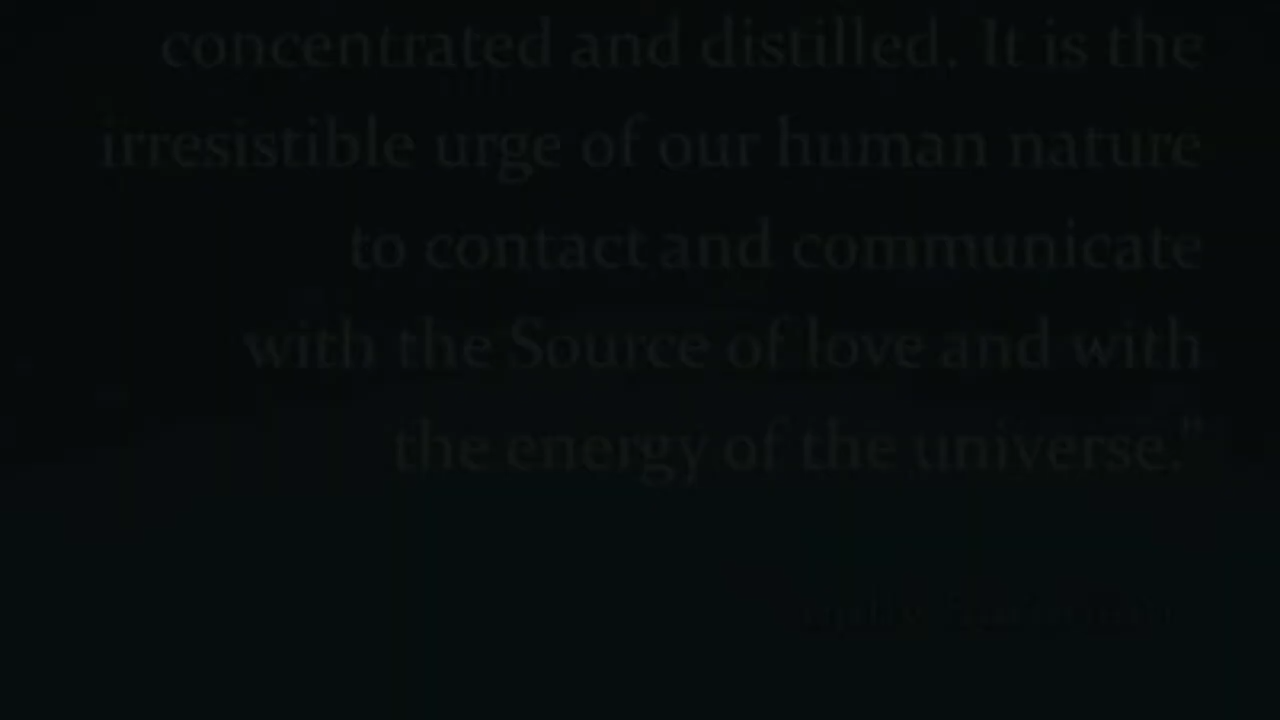 concentrated and distilled. It is the
irresistible urge of our human nature
to contact and communicate
with the Source of love and with
the energy of the universe."